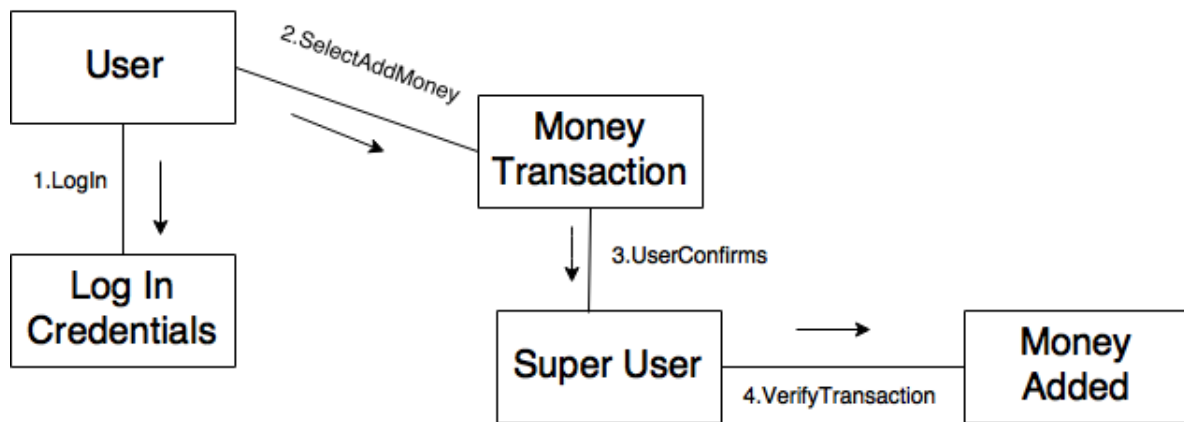 User
2.SelectAddMoney
Money
Transaction
1.LogIn
3.UserConfirms
Log In
Credentials
Super User
4.VerifyTransaction
Money
Added